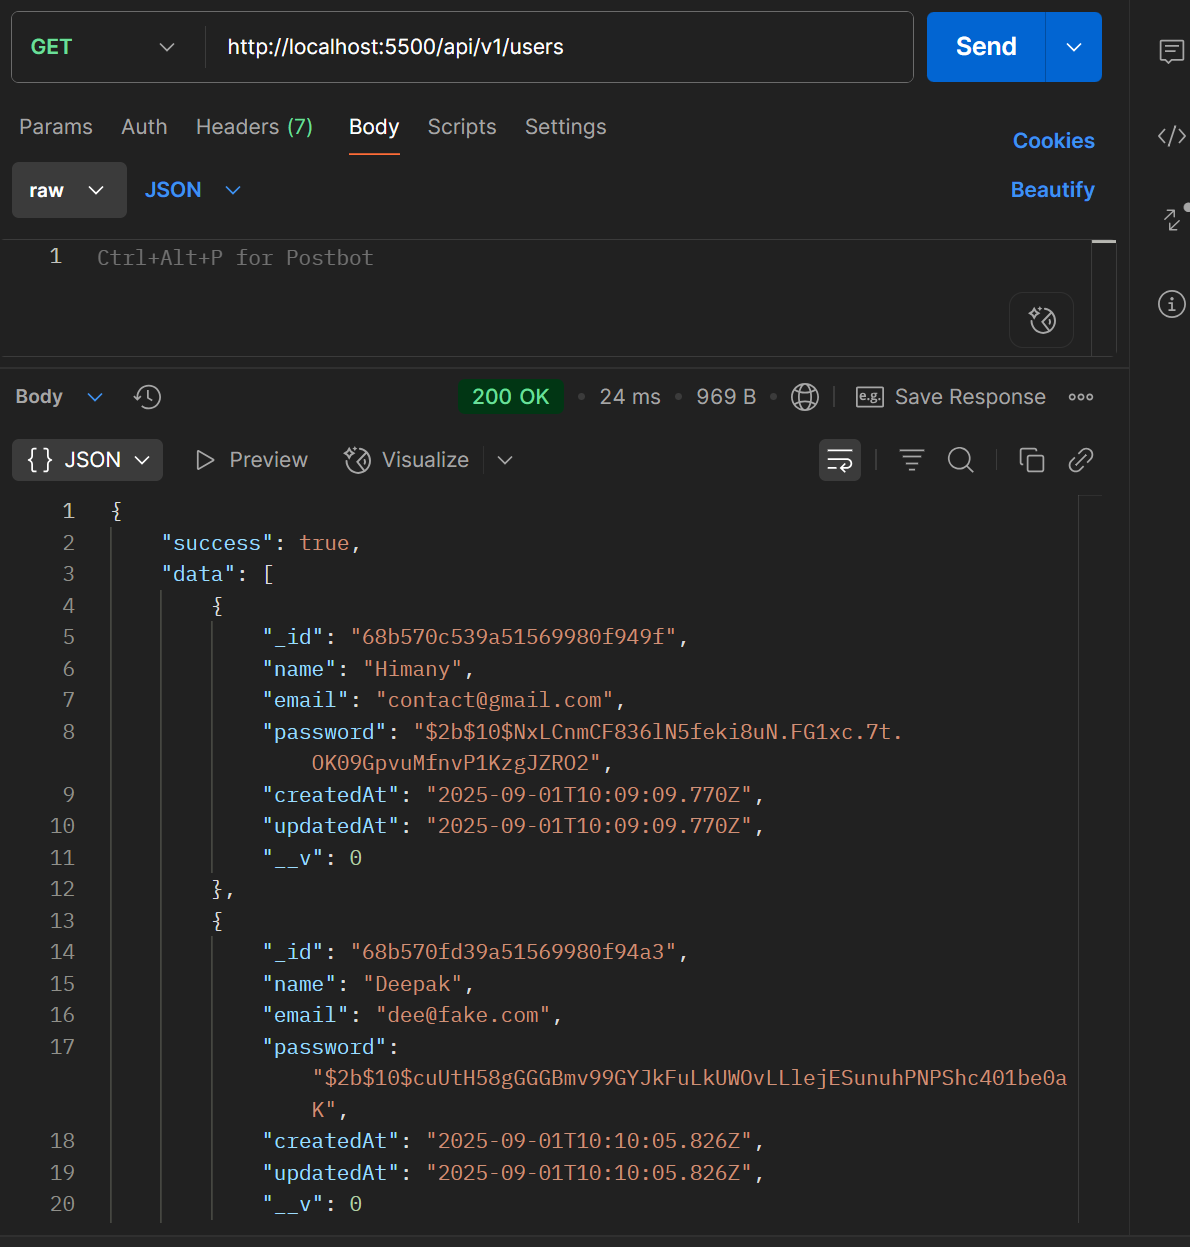 GET http://localhost:5500/api/v1/users Send
Params Auth Headers (7) Body Scripts Settings Cookies
raw JSON Beautify
1 Ctrl+Alt+P for Postbot
Body 200 OK • 24 ms • 969 B • e.g. Save Response
{} JSON Preview Visualize
1 {
2 "success": true,
3 "data": [
4 {
5 "_id": "68b570c539a51569980f949f",
6 "name": "Himany",
7 "email": "contact@gmail.com",
8 "password": "$2b$10$NxLCnmCF836lN5feki8uN.FG1xc.7t.
OK09GpvuMfnvP1KzgJZRO2",
9 "createdAt": "2025-09-01T10:09:09.770Z",
10 "updatedAt": "2025-09-01T10:09:09.770Z",
11 "__v": 0
12 },
13 {
14 "_id": "68b570fd39a51569980f94a3",
15 "name": "Deepak",
16 "email": "dee@fake.com",
17 "password":
"$2b$10$cuUtH58gGGGBmv99GYJkFuLkUWOvLLlejESunuhPNPShc401be0a
K",
18 "createdAt": "2025-09-01T10:10:05.826Z",
19 "updatedAt": "2025-09-01T10:10:05.826Z",
20 "__v": 0